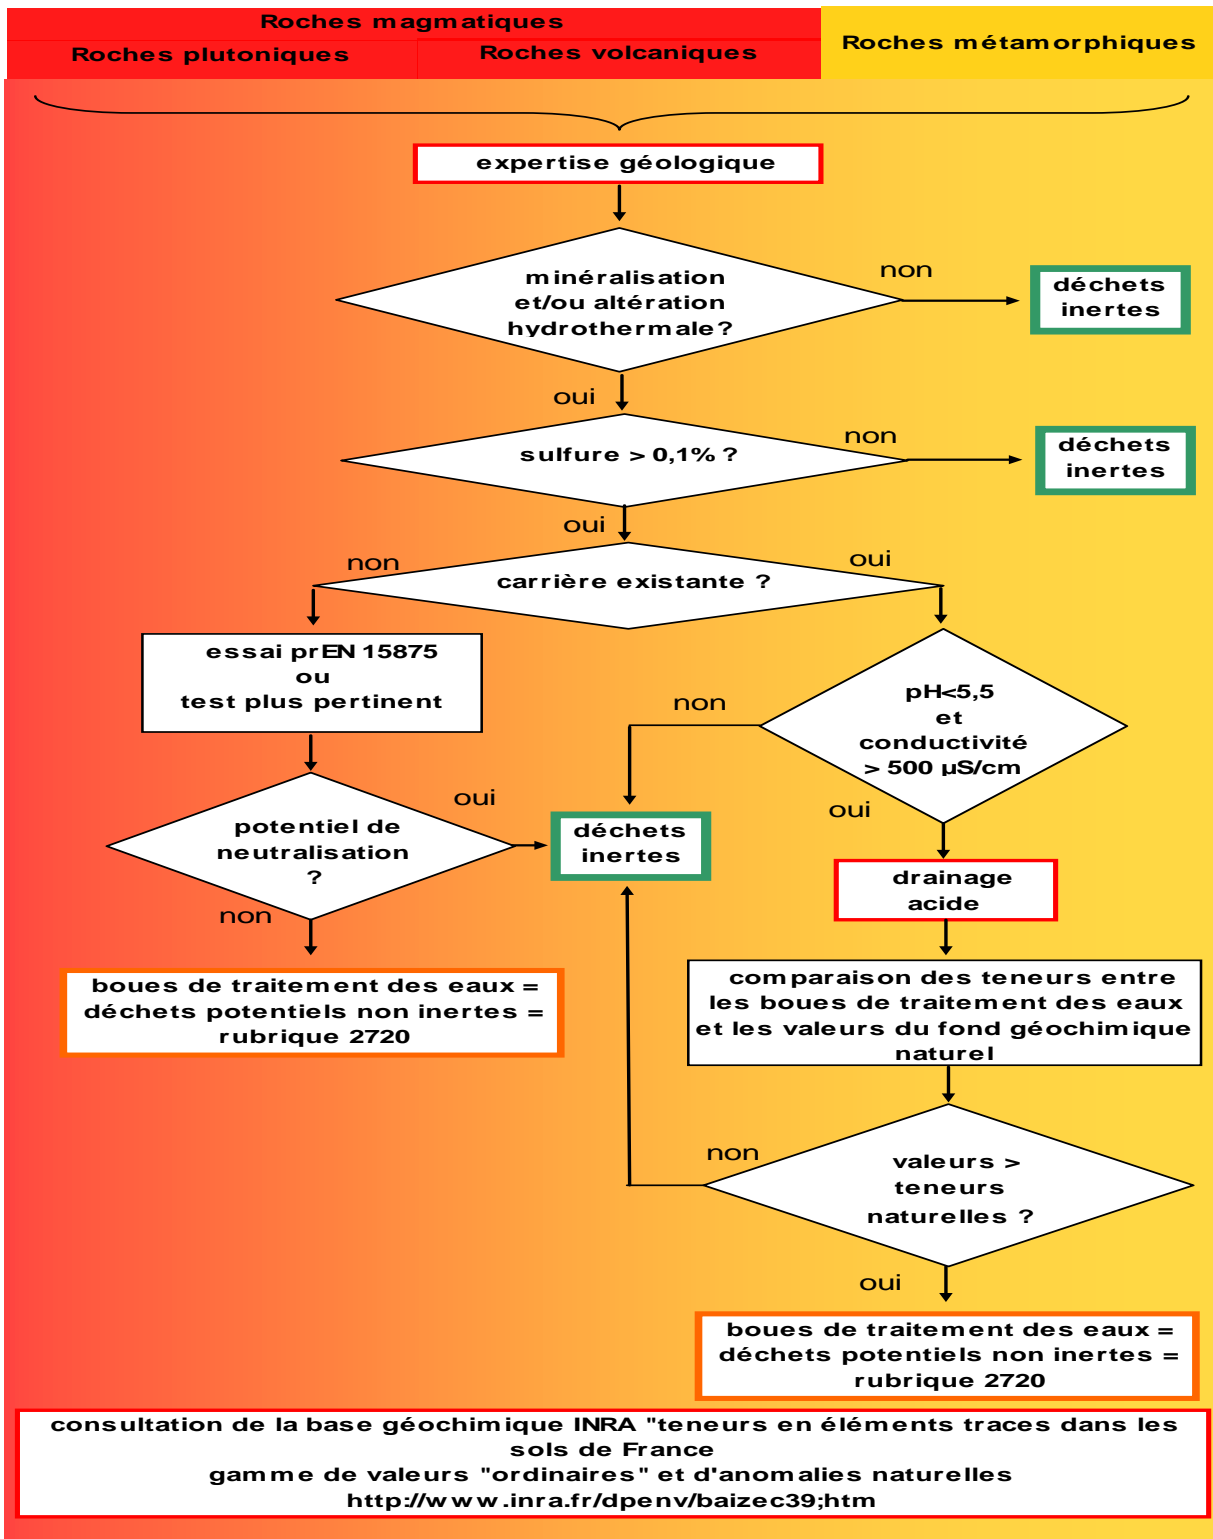 Roches magmatiques
Roches plutoniques
Roches volcaniques
Roches métamorphiques
expertise géologique
minéralisation
et/ou altération
hydrothermale?
non
déchets
inertes
oui
sulfure > 0,1% ?
non
déchets
inertes
oui
non
carrière existante ?
oui
essai prEN 15875
ou
test plus pertinent
non
pH<5,5
et
conductivité
> 500 µS/cm
oui
potentiel de
neutralisation
?
oui
déchets
inertes
non
drainage
acide
boues de traitement des eaux =
déchets potentiels non inertes =
rubrique 2720
comparaison des teneurs entre
les boues de traitement des eaux
et les valeurs du fond géochimique
naturel
non
valeurs >
teneurs
naturelles ?
oui
boues de traitement des eaux =
déchets potentiels non inertes =
rubrique 2720
consultation de la base géochimique INRA "teneurs en éléments traces dans les
sols de France
gamme de valeurs "ordinaires" et d'anomalies naturelles
http://www.inra.fr/dpenv/baizec39;htm